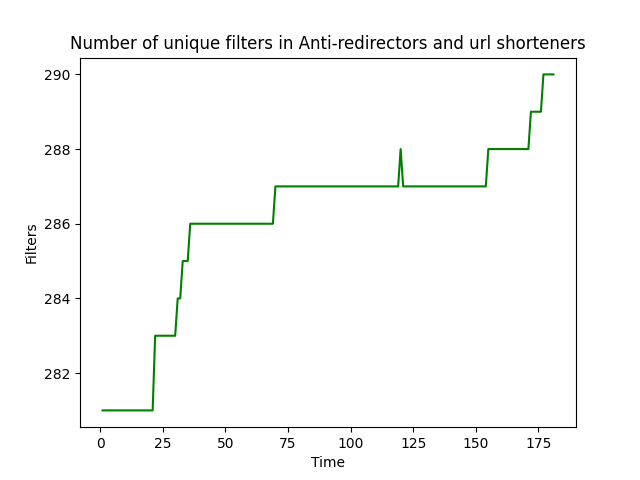 Number of unique filters in Anti-redirectors and url shorteners
290
288
286
284
282
Filters
0 25 50 75 100 125 150 175
Time